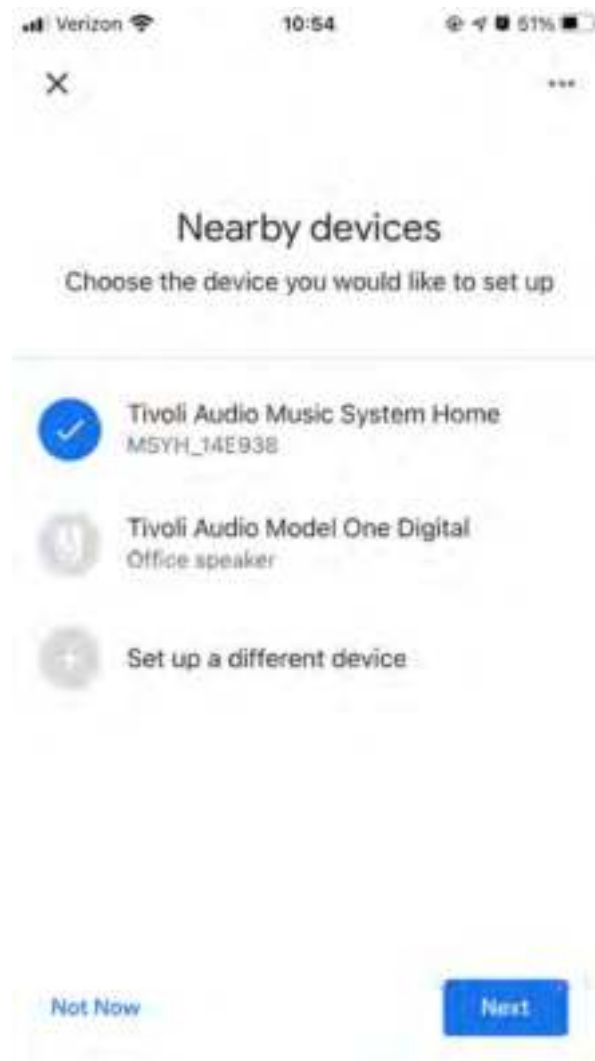 Verizon 10:54 51%
Nearby devices
Choose the device you would like to set up
Tivoli Audio Music System Home
MSYH_14E938
Tivoli Audio Model One Digital
Office speaker
Set up a different device
Not Now Next